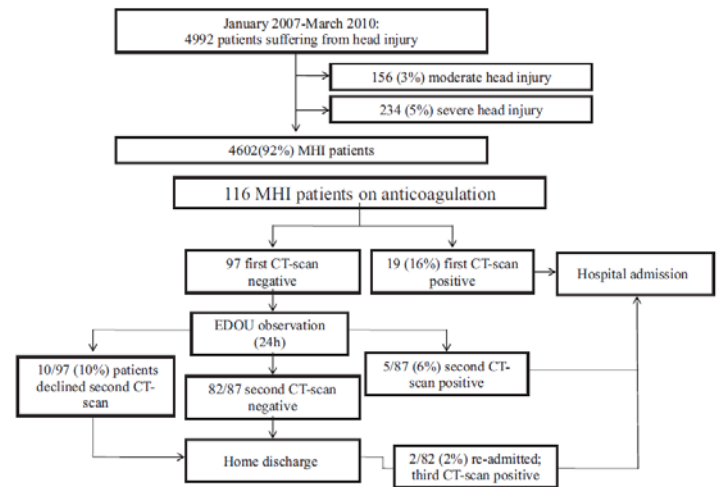 January 2007-March 2010:
4992 patients suffering from head injury
156 (3%) moderate head injury
234 (5%) severe head injury
4602(92%) MHI patients
116 MHI patients on anticoagulation
97 first CT-scan
negative
19 (16%) first CT-scan
positive
Hospital admission
EDOU observation
(24h)
10/97 (10%) patients
declined second CT-
scan
82/87 second CT-scan
negative
5/87 (6%) second CT-
scan positive
Home discharge
2/82 (2%) re-admitted;
third CT-scan positive